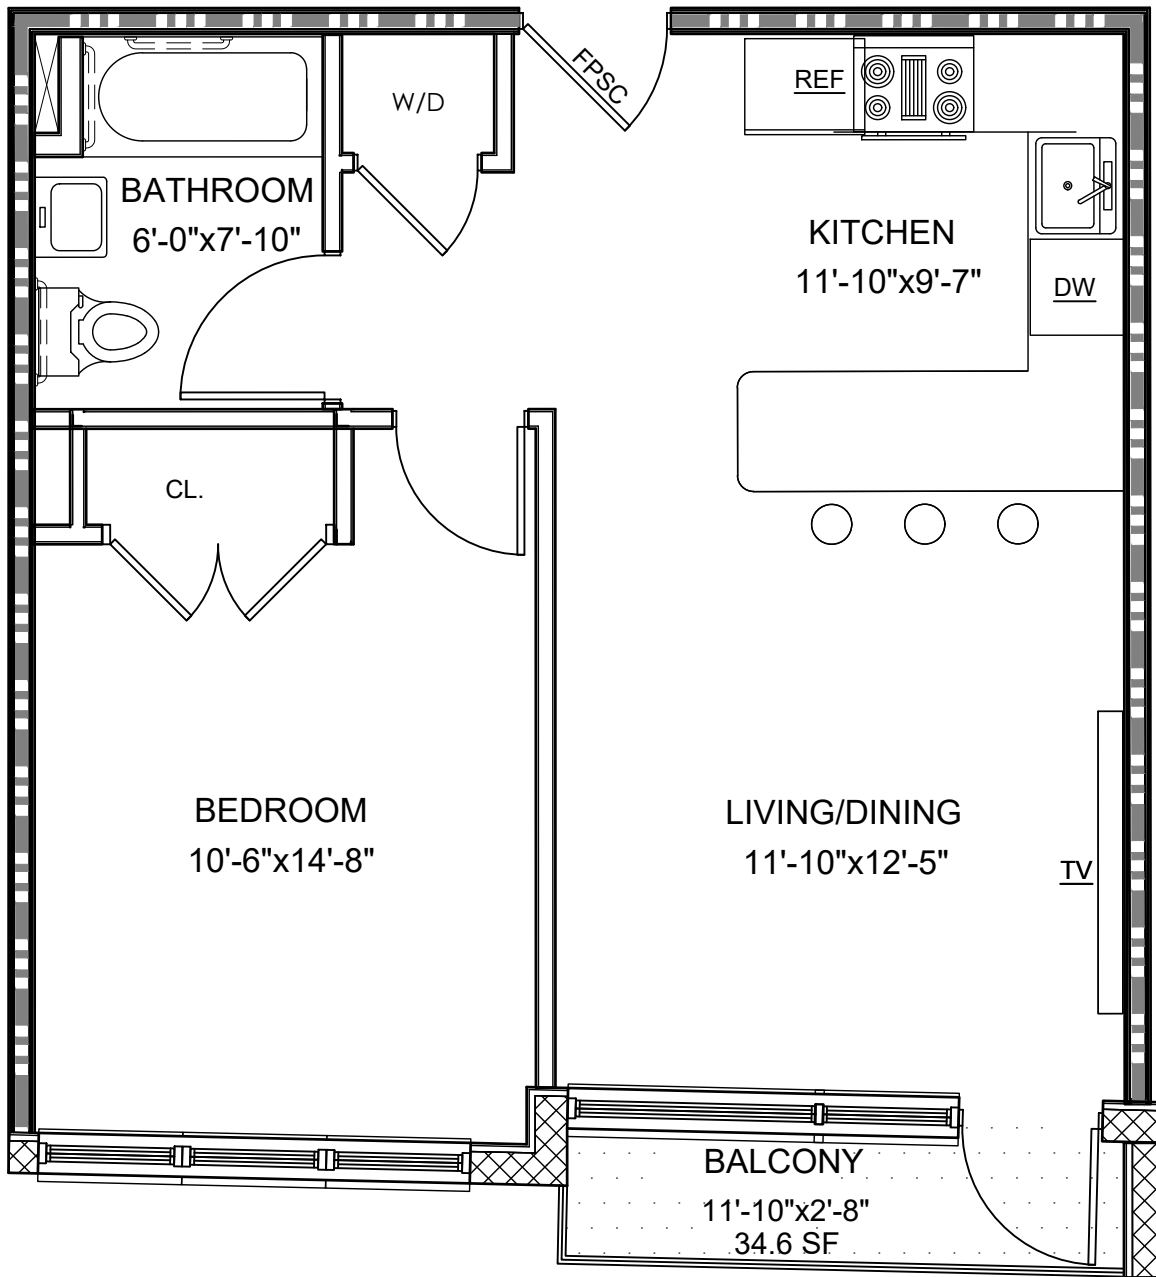 FPSC
REF
W/D
BATHROOM
6'-0"x7'-10"
KITCHEN
11'-10"x9'-7"
DW
CL.
BEDROOM
10'-6"x14'-8"
LIVING/DINING
11'-10"x12'-5"
TV
BALCONY
11'-10"x2'-8"
34.6 SF